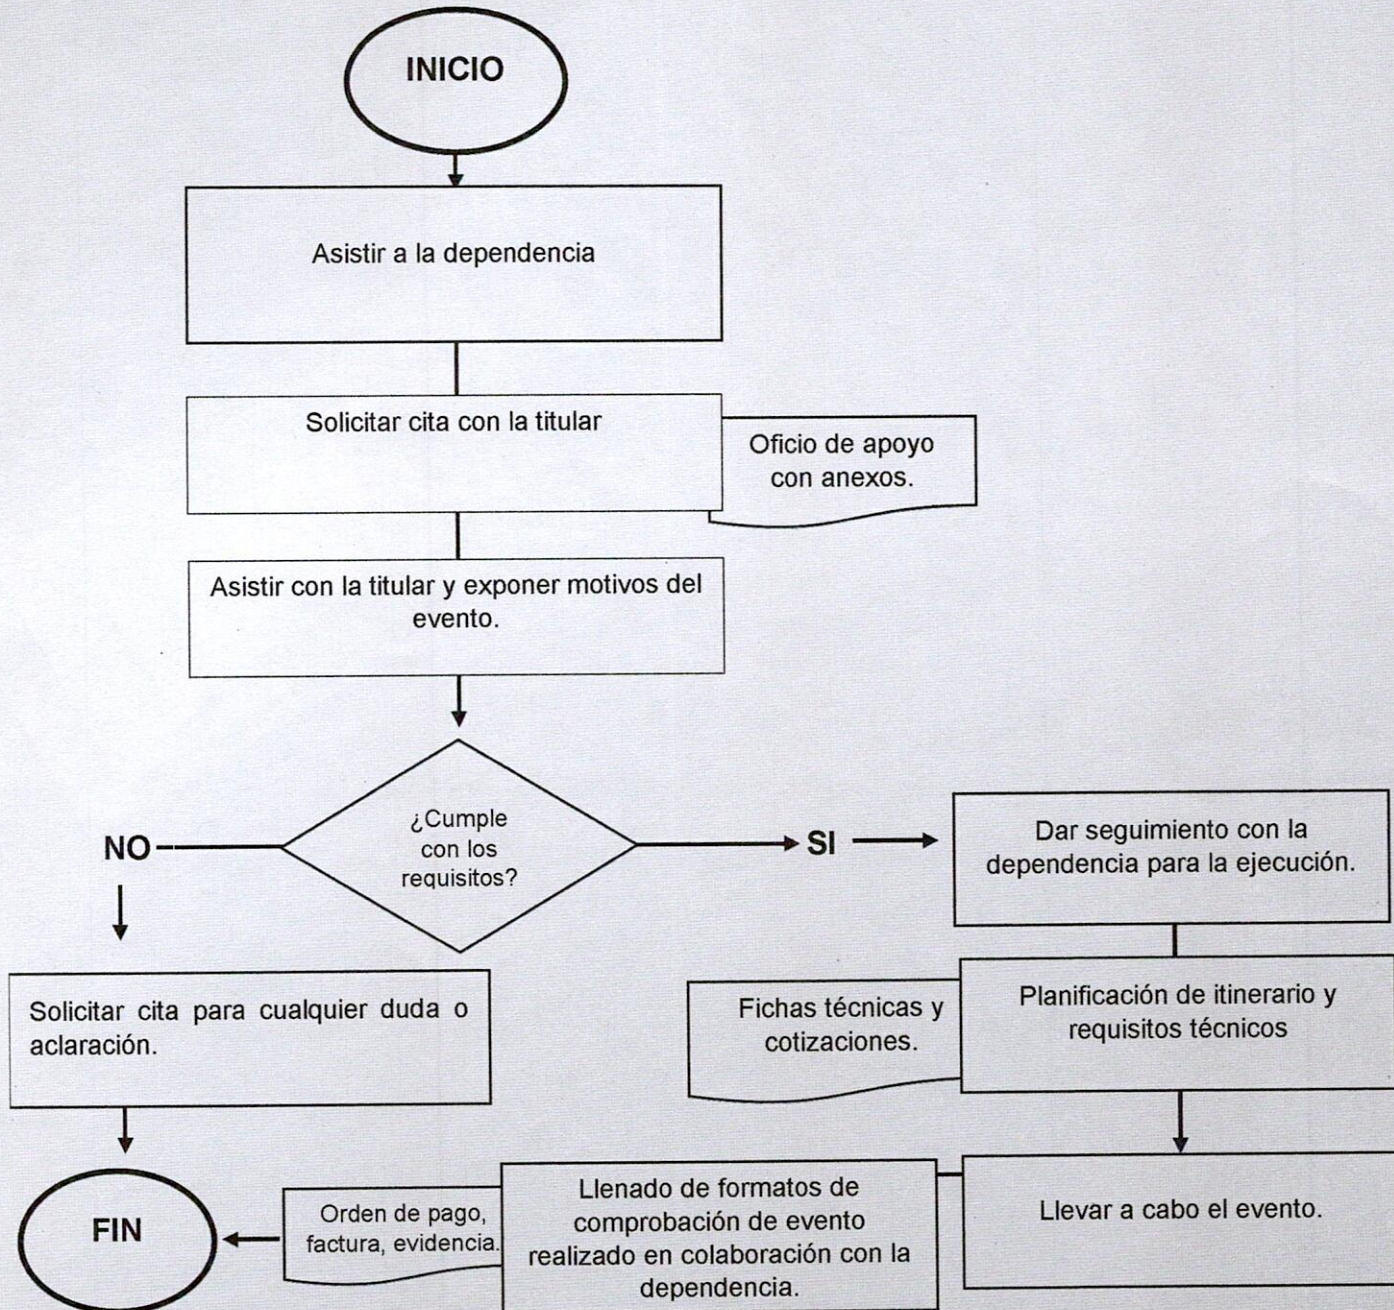 INICIO
Asistir a la dependencia
Solicitar cita con la titular
Oficio de apoyo
con anexos.
Asistir con la titular y exponer motivos del
evento.
¿Cumple
con los
requisitos?
NO
SI
Dar seguimiento con la
dependencia para la ejecución.
Solicitar cita para cualquier duda o
aclaración.
Fichas técnicas y
cotizaciones.
Planificación de itinerario y
requisitos técnicos
Llevar a cabo el evento.
Llenado de formatos de
comprobación de evento
realizado en colaboración con la
dependencia.
Orden de pago,
factura, evidencia.
FIN